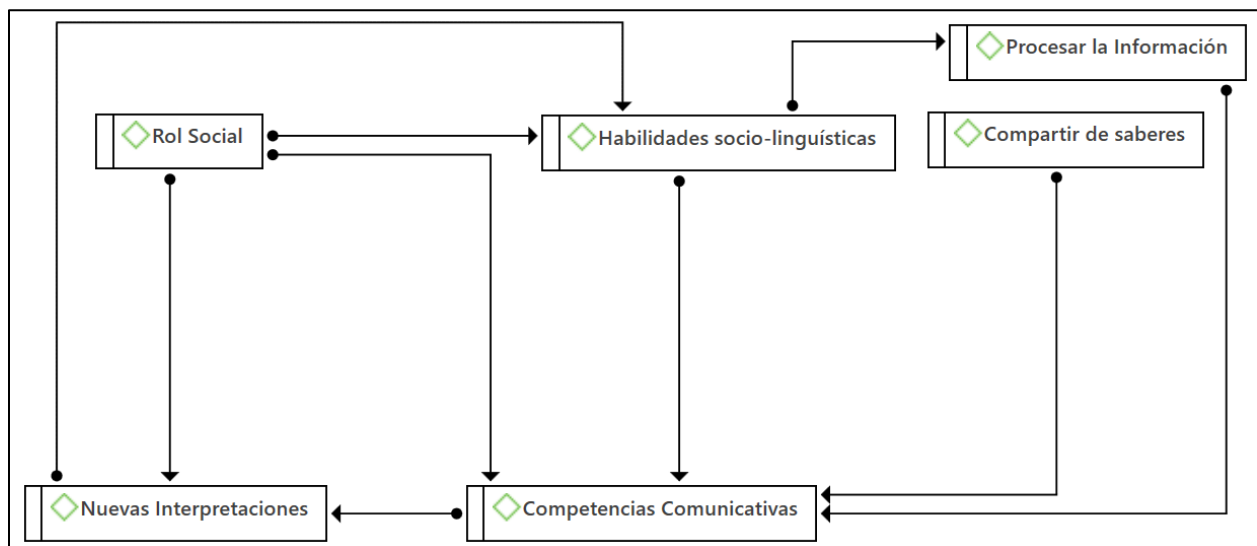 Procesar la Información
Rol Social
Habilidades socio-linguísticas
Compartir de saberes
Nuevas Interpretaciones
Competencias Comunicativas